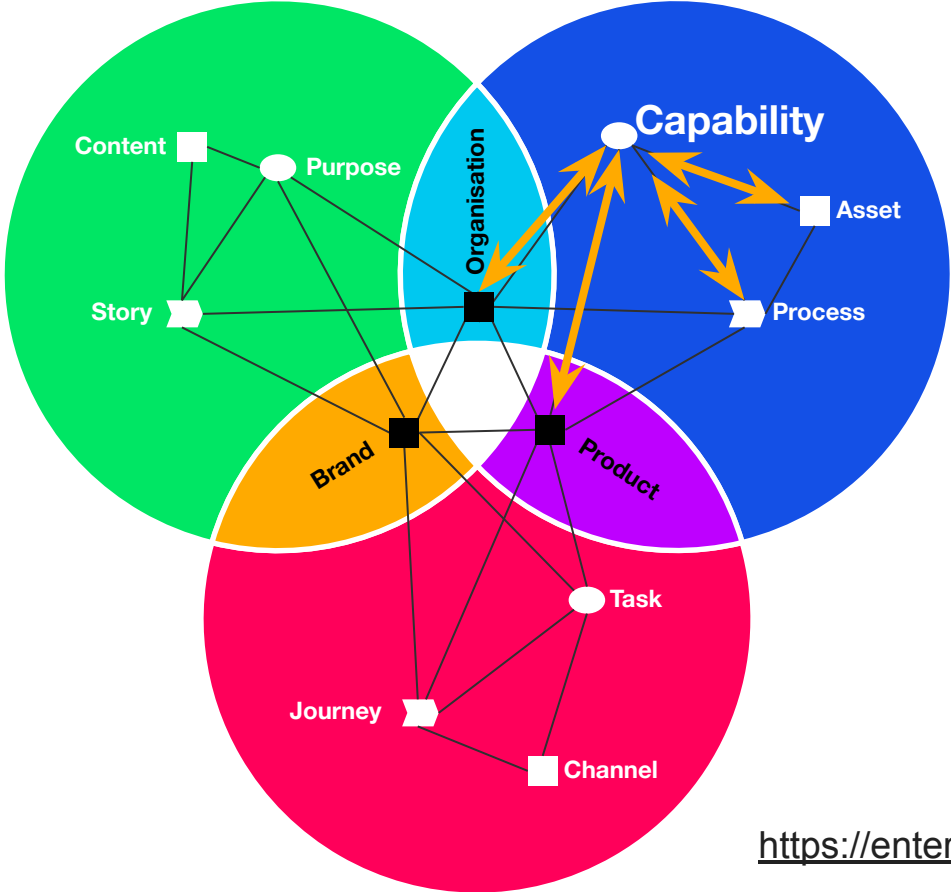 Capability
Organisation
Content
Purpose
Asset
Story
Process
Brand
Product
Task
Journey
Channel
https://enter